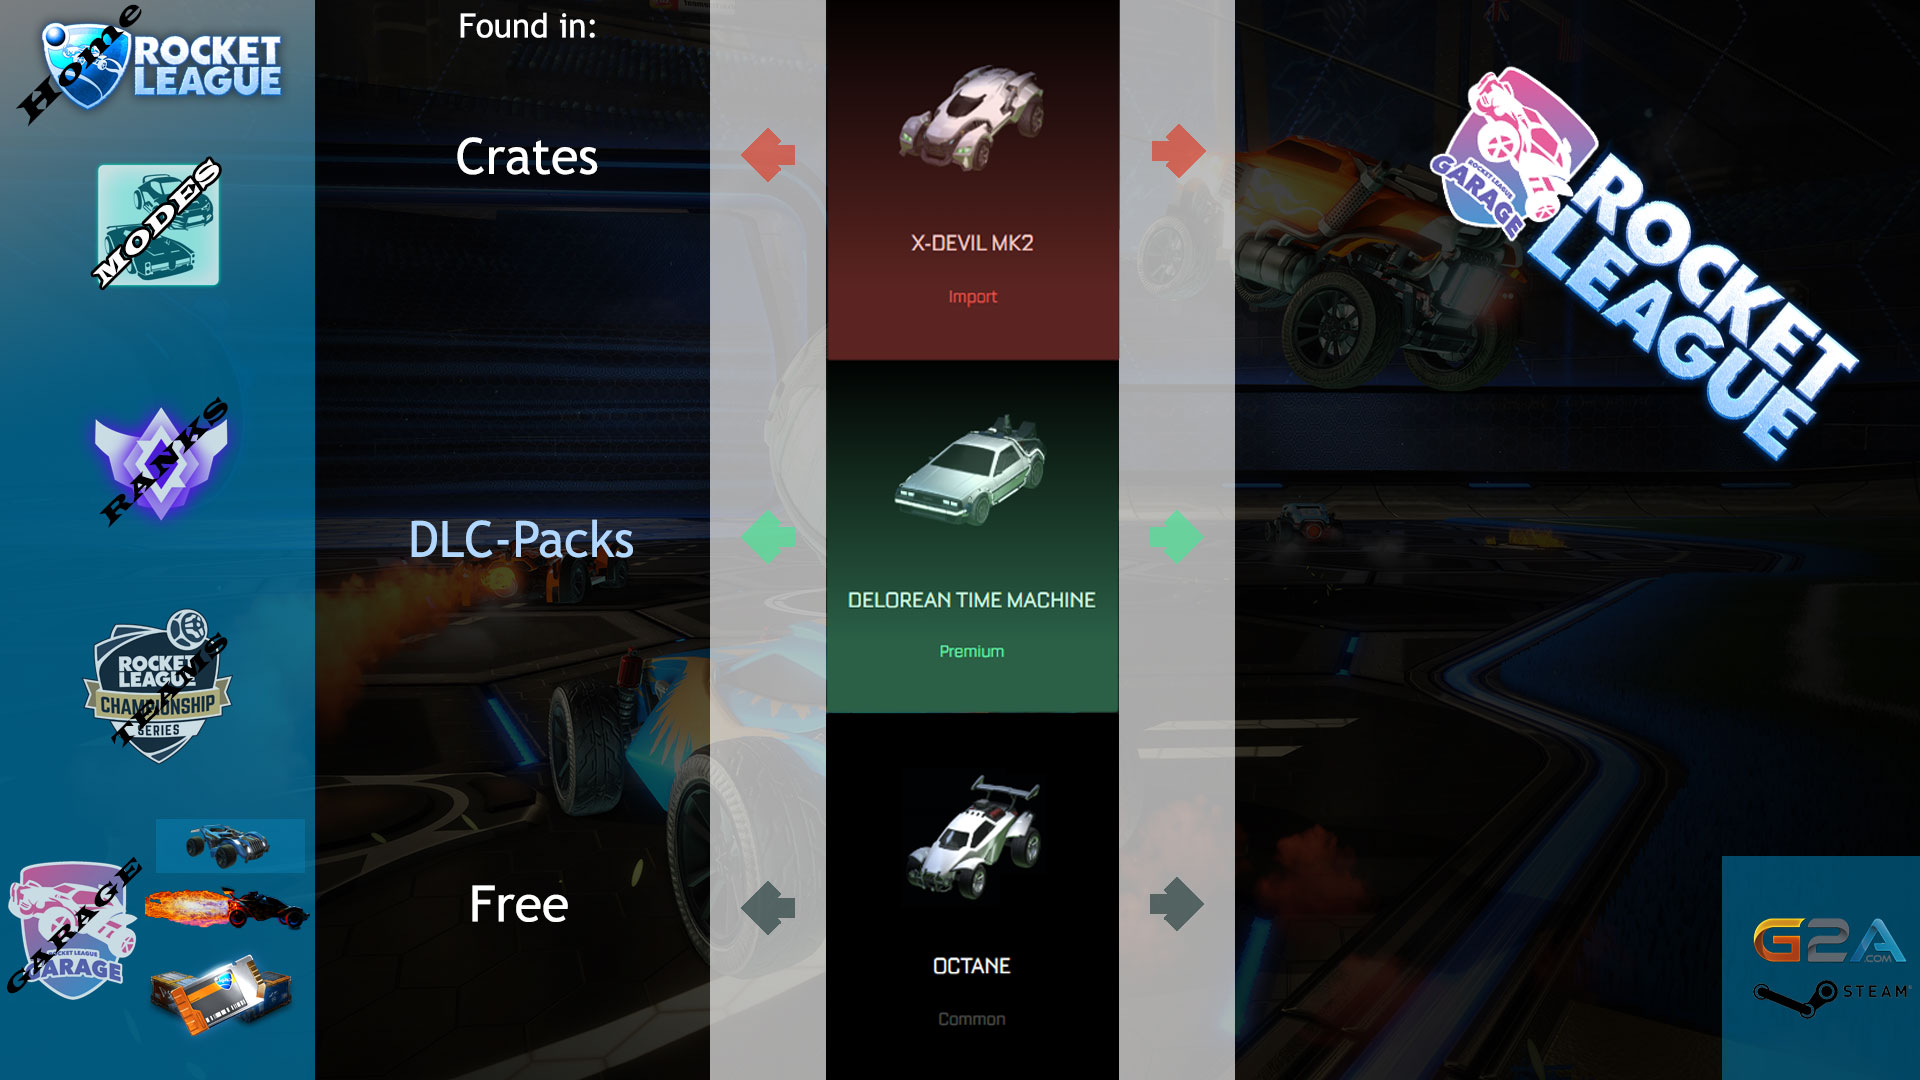 Home
ROCKET
LEAGUE
MODES
RANKS
ROCKET
LEAGUE
CHAMPIONSHIP
SERIES
TEAMS
GARAGE
ROCKET LEAGUE
GARAGE
Found in:
Crates
DLC-Packs
Free
X-DEVIL MK2
Import
DELOREAN TIME MACHINE
Premium
OCTANE
Common
ROCKET LEAGUE
GARAGE
ROCKET
LEAGUE
G2A
.COM
STEAM